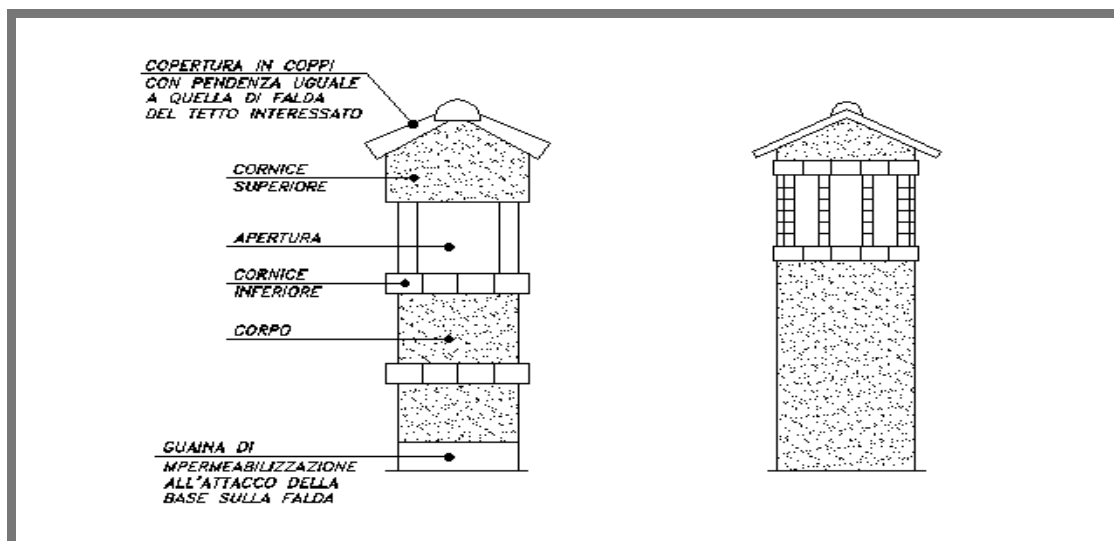 COPERTURA IN COPPI
CON PENDENZA UGUALE
A QUELLA DI FALDA
DEL TETTO INTERESSATO
CORNICE
SUPERIORE
APERTURA
CORNICE
INFERIORE
CORPO
GUAINA DI
MPERMEABILIZZAZIONE
ALL'ATTACCO DELLA
BASE SULLA FALDA